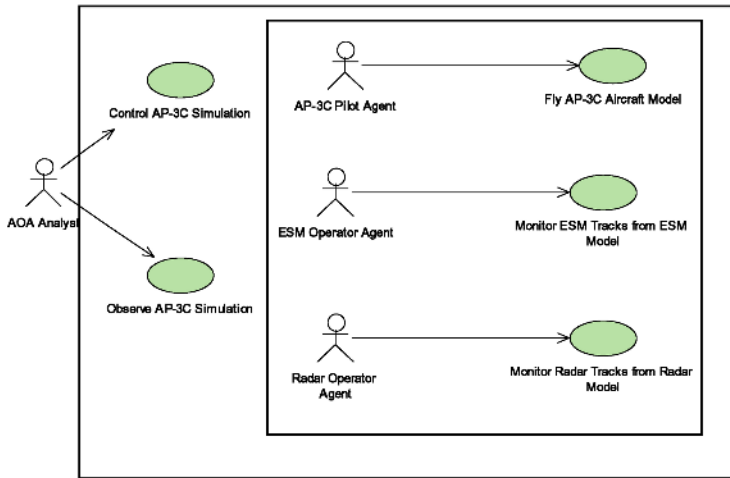 Control AP-3C Simulation
AOA Analyst
Observe AP-3C Simulation
AP-3C Pilot Agent
Fly AP-3C Aircraft Model
ESM Operator Agent
Monitor ESM Tracks from ESM
Model
Radar Operator
Agent
Monitor Radar Tracks from Radar
Model